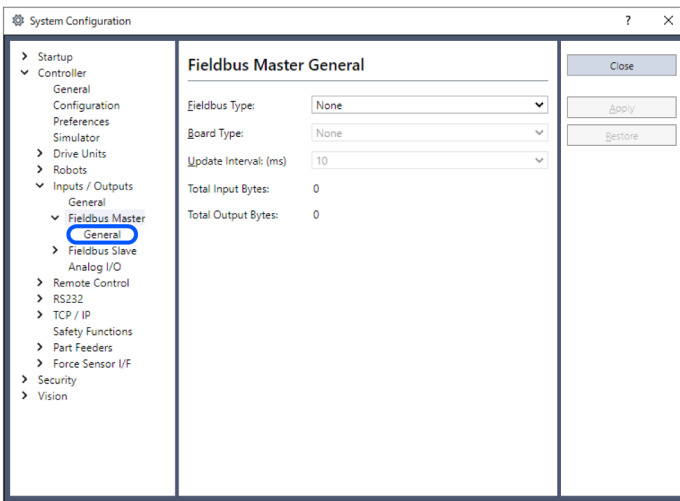 System Configuration
?
Startup
Controller
General
Configuration
Preferences
Simulator
Drive Units
Robots
Inputs / Outputs
General
Fieldbus Master
General
Fieldbus Slave
Analog I/O
Remote Control
RS232
TCP / IP
Safety Functions
Part Feeders
Force Sensor I/F
Security
Vision
Fieldbus Master General
Fieldbus Type: None
Board Type: None
Update Interval: (ms) 10
Total Input Bytes: 0
Total Output Bytes: 0
Close
Apply
Restore